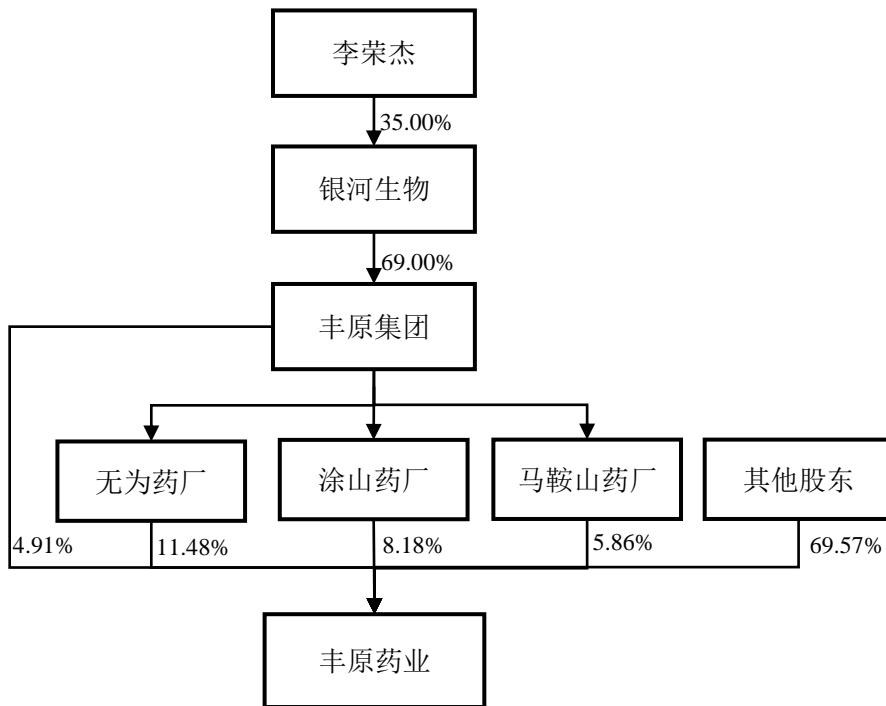 李荣杰
35.00%
银河生物
69.00%
丰原集团
无为药厂
涂山药厂
马鞍山药厂
其他股东
4.91%
11.48%
8.18%
5.86%
69.57%
丰原药业